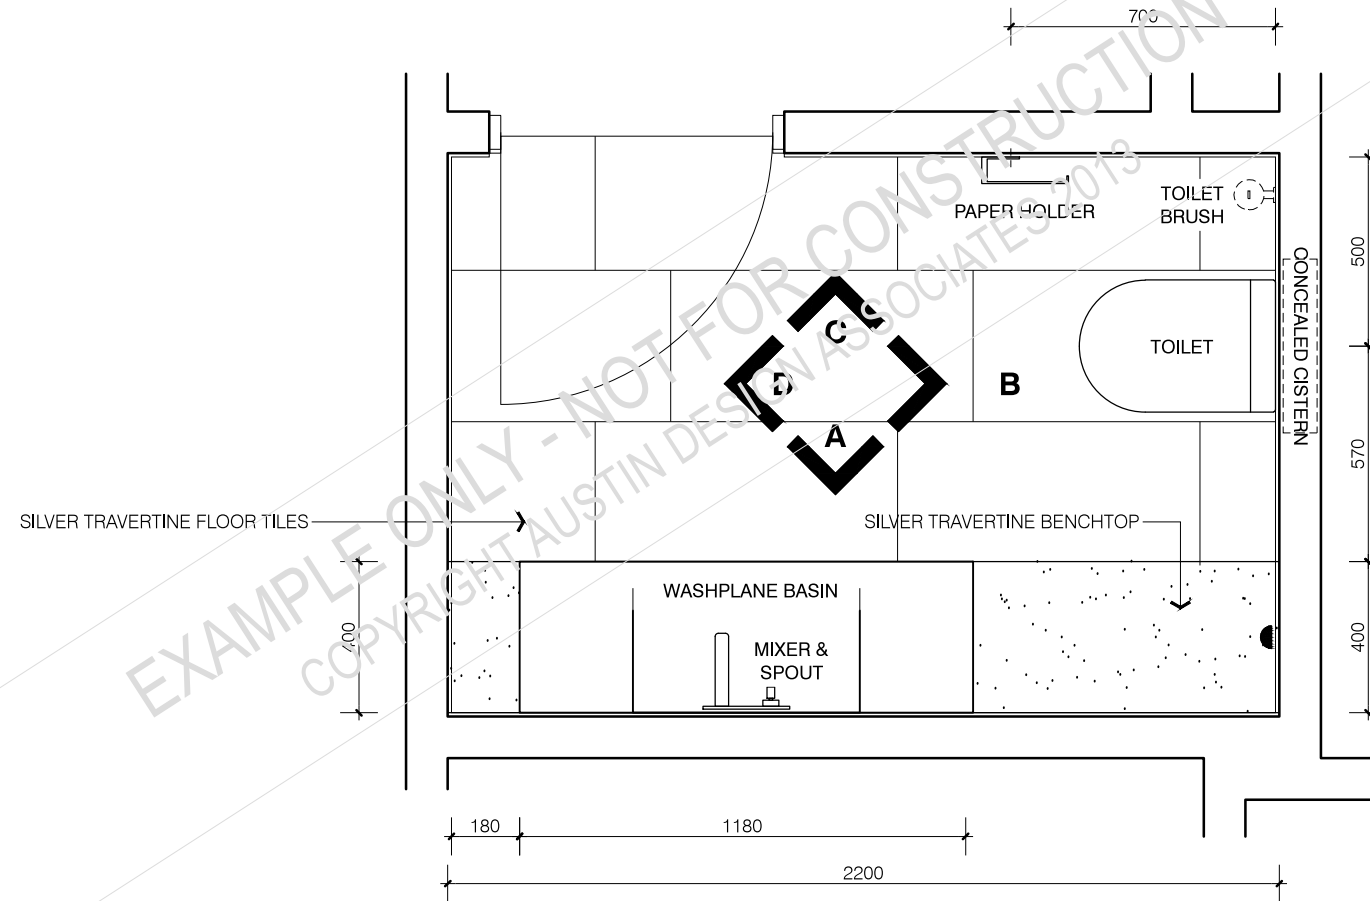 700
TOILET
BRUSH
PAPER HOLDER
500
CONCEALED CISTERN
C
TOILET
D
B
A
570
SILVER TRAVERTINE FLOOR TILES
SILVER TRAVERTINE BENCHTOP
WASHPLANE BASIN
400
MIXER &
SPOUT
400
180
1180
2200
EXAMPLE ONLY - NOT FOR CONSTRUCTION
COPYRIGHT AUSTIN DESIGN ASSOCIATES 2013